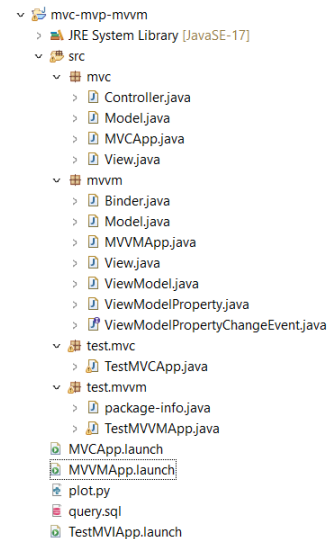 mvc-mvp-mvvm
JRE System Library [JavaSE-17]
src
mvc
Controller.java
Model.java
MVCApp.java
View.java
mvvm
Binder.java
Model.java
MVVMApp.java
View.java
ViewModel.java
ViewModelProperty.java
ViewModelPropertyChangeEvent.java
test.mvc
TestMVCApp.java
test.mvvm
package-info.java
TestMVVMApp.java
MVCApp.launch
MVVMApp.launch
plot.py
query.sql
TestMVIApp.launch